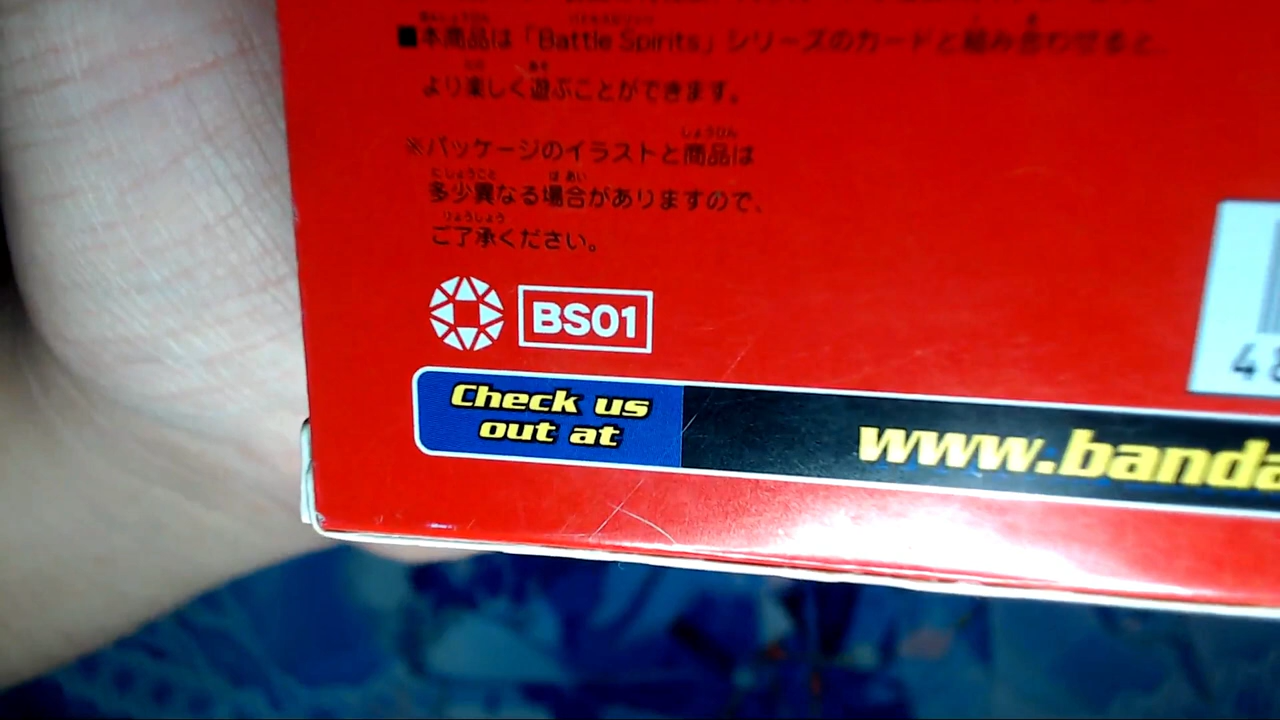 ■本商品は「Battle Spirits」シリーズのカードと組み合わせると、
より楽しく遊ぶことができます。
※パッケージのイラストと商品は
多少異なる場合がありますので、
ご了承ください。
BS01
Check us
out at
www.banda
4